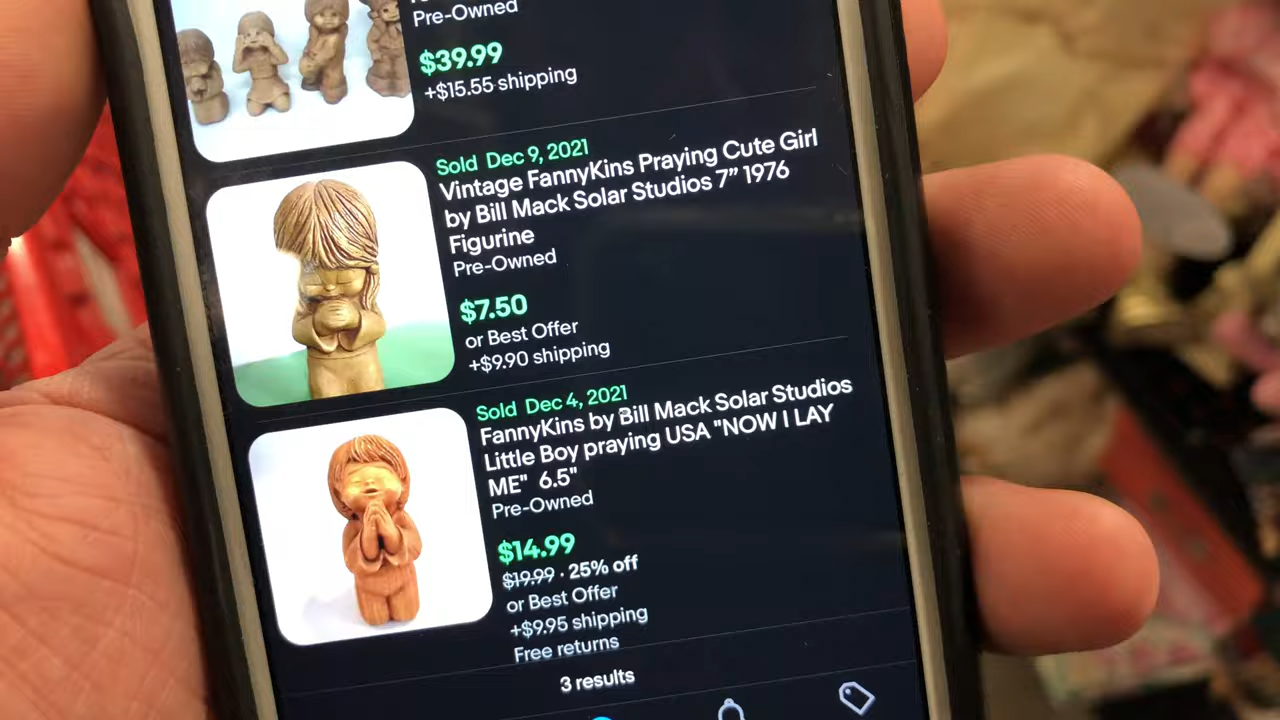 Pre-Owned
$39.99
+$15.55 shipping
Sold Dec 9, 2021
Vintage FannyKins Praying Cute Girl
by Bill Mack Solar Studios 7” 1976
Figurine
Pre-Owned
$7.50
or Best Offer
+$9.90 shipping
Sold Dec 4, 2021
FannyKins by Bill Mack Solar Studios
Little Boy praying USA "NOW I LAY
ME" 6.5"
Pre-Owned
$14.99
$19.99 · 25% off
or Best Offer
+$9.95 shipping
Free returns
3 results